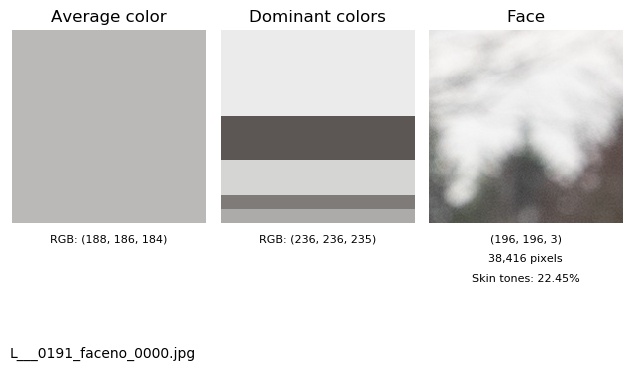 Average color
Dominant colors
Face
RGB: (188, 186, 184)
RGB: (236, 236, 235)
(196, 196, 3)
38,416 pixels
Skin tones: 22.45%
L___0191_faceno_0000.jpg